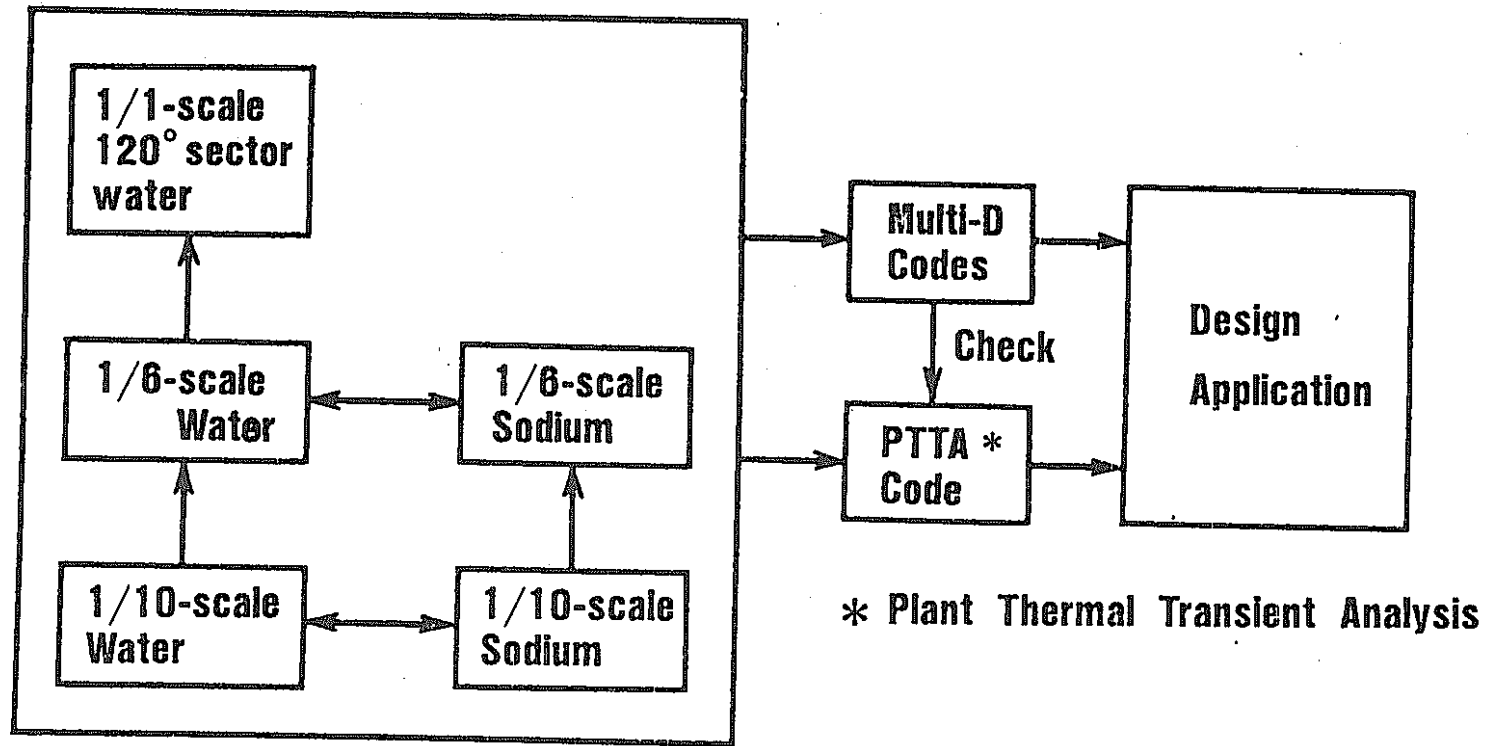 1/1-scale
120° sector
water
1/6-scale
Water
1/6-scale
Sodium
1/10-scale
Water
1/10-scale
Sodium
Multi-D
Codes
Check
PTTA *
Code
Design
Application
* Plant Thermal Transient Analysis